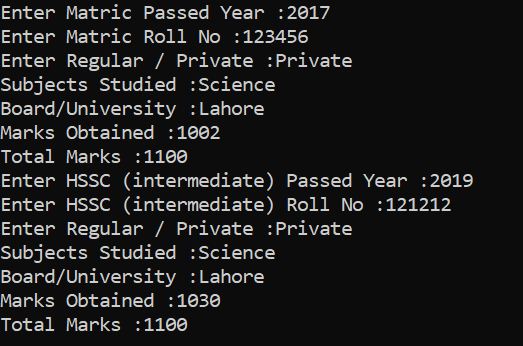 Enter Matric Passed Year :2017
Enter Matric Roll No :123456
Enter Regular / Private :Private
Subjects Studied :Science
Board/University :Lahore
Marks Obtained :1002
Total Marks :1100
Enter HSSC (intermediate) Passed Year :2019
Enter HSSC (intermediate) Roll No :121212
Enter Regular / Private :Private
Subjects Studied :Science
Board/University :Lahore
Marks Obtained :1030
Total Marks :1100